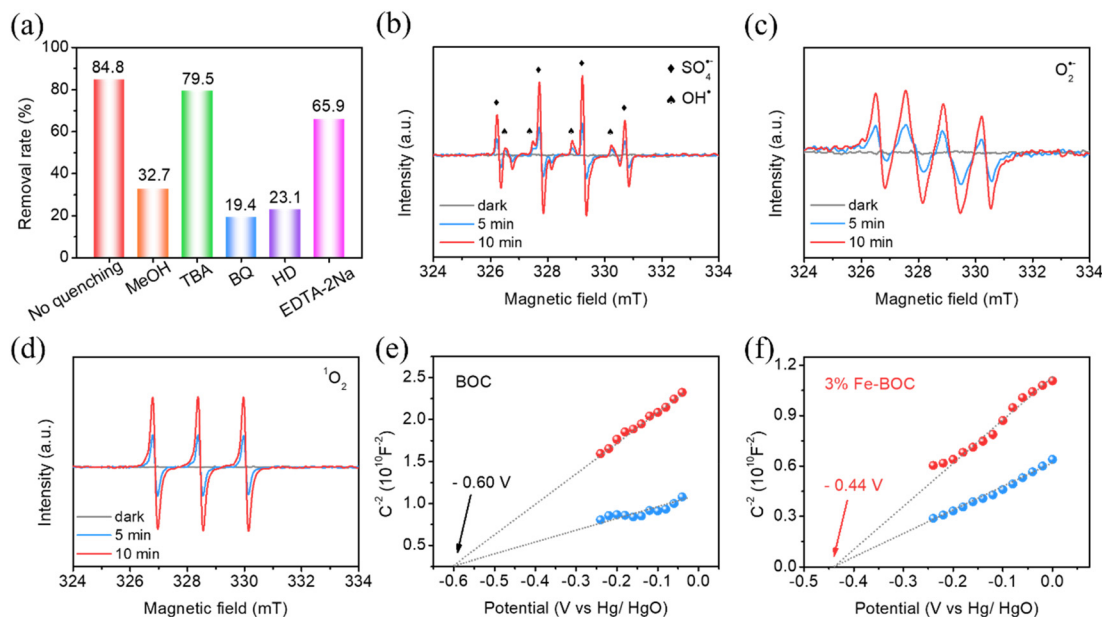 (a)
Removal rate (%)
100
80
60
40
20
0
84.8
32.7
79.5
19.4
23.1
65.9
No quenching
MeOH
TBA
BQ
HD
EDTA-2Na
(b)
Intensity (a.u.)
♦ SO₄•⁻
♠ OH•
dark
5 min
10 min
324 326 328 330 332 334
Magnetic field (mT)
(c)
Intensity (a.u.)
O₂•⁻
dark
5 min
10 min
324 326 328 330 332 334
Magnetic field (mT)
(d)
Intensity (a.u.)
¹O₂
dark
5 min
10 min
324 326 328 330 332 334
Magnetic field (mT)
(e)
BOC
C⁻² (10¹⁰F⁻²)
2.5
2.0
1.5
1.0
0.5
- 0.60 V
-0.6 -0.5 -0.4 -0.3 -0.2 -0.1 0.0
Potential (V vs Hg/ HgO)
(f)
3% Fe-BOC
C⁻² (10¹⁰F⁻²)
1.2
0.9
0.6
0.3
0.0
- 0.44 V
-0.5 -0.4 -0.3 -0.2 -0.1 0.0
Potential (V vs Hg/ HgO)